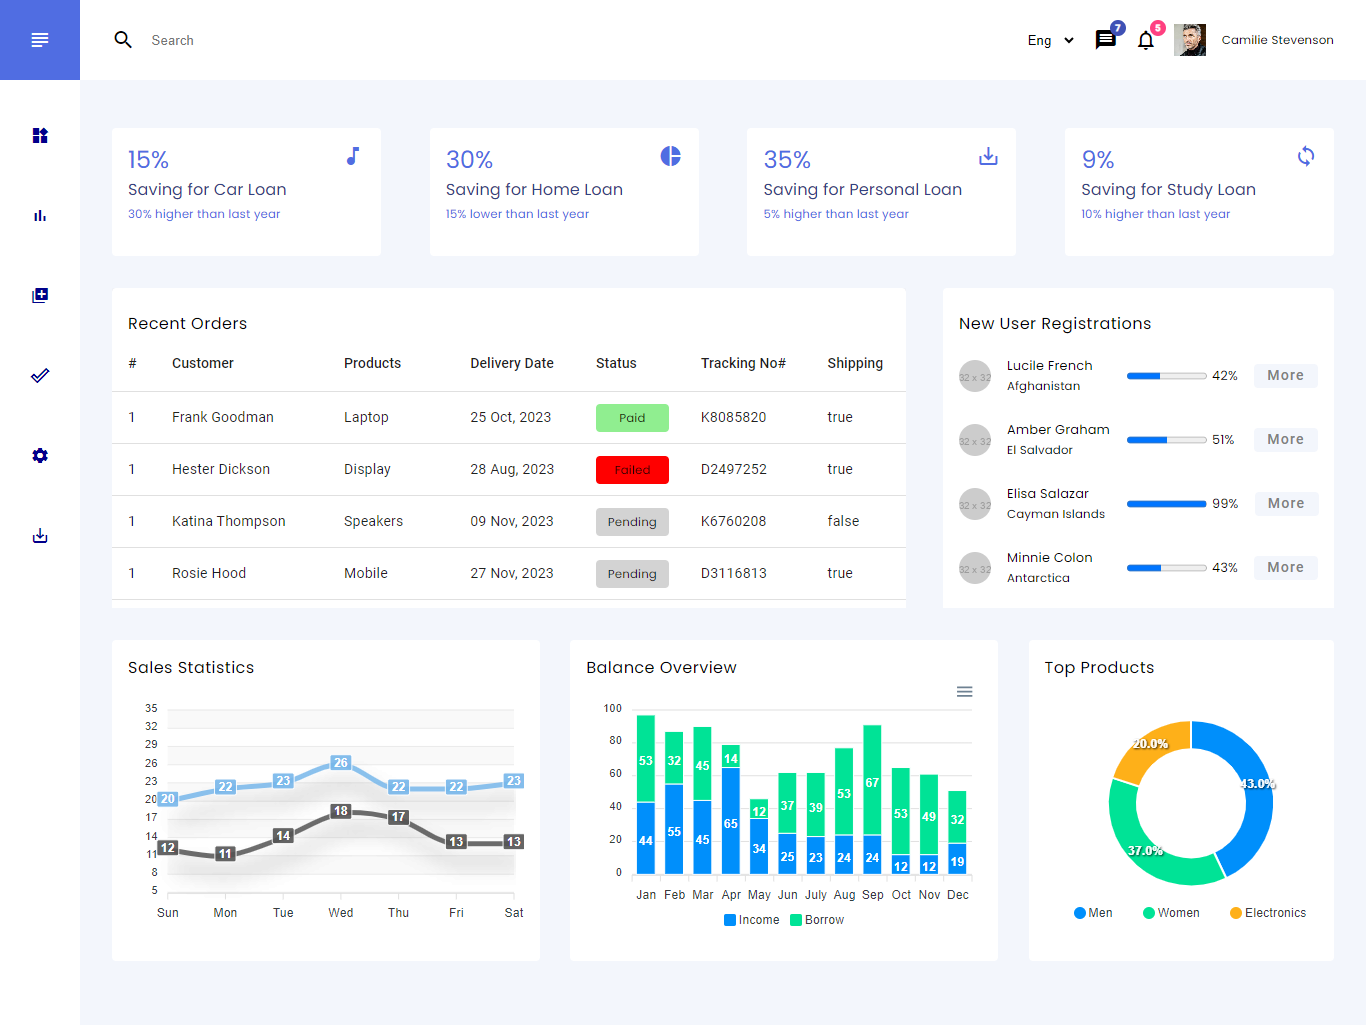 Search
Eng
7
5
Camilie Stevenson
15%
Saving for Car Loan
30% higher than last year
30%
Saving for Home Loan
15% lower than last year
35%
Saving for Personal Loan
5% higher than last year
9%
Saving for Study Loan
10% higher than last year
Recent Orders
# Customer Products Delivery Date Status Tracking No# Shipping
1 Frank Goodman Laptop 25 Oct, 2023 Paid K8085820 true
1 Hester Dickson Display 28 Aug, 2023 Failed D2497252 true
1 Katina Thompson Speakers 09 Nov, 2023 Pending K6760208 false
1 Rosie Hood Mobile 27 Nov, 2023 Pending D3116813 true
New User Registrations
32 x 32
Lucile French
Afghanistan
42% More
32 x 32
Amber Graham
El Salvador
51% More
32 x 32
Elisa Salazar
Cayman Islands
99% More
32 x 32
Minnie Colon
Antarctica
43% More
Sales Statistics
35
32
29
26
23
20
17
14
11
8
5
20 22 23 26 22 22 23
12 11 14 18 17 13 13
Sun Mon Tue Wed Thu Fri Sat
Balance Overview
100
80
60
40
20
0
53 32 45 14 12 37 39 53 67 53 49 32
44 55 45 65 34 25 23 24 24 12 12 19
Jan Feb Mar Apr May Jun July Aug Sep Oct Nov Dec
Income Borrow
Top Products
20.0%
43.0%
37.0%
Men Women Electronics